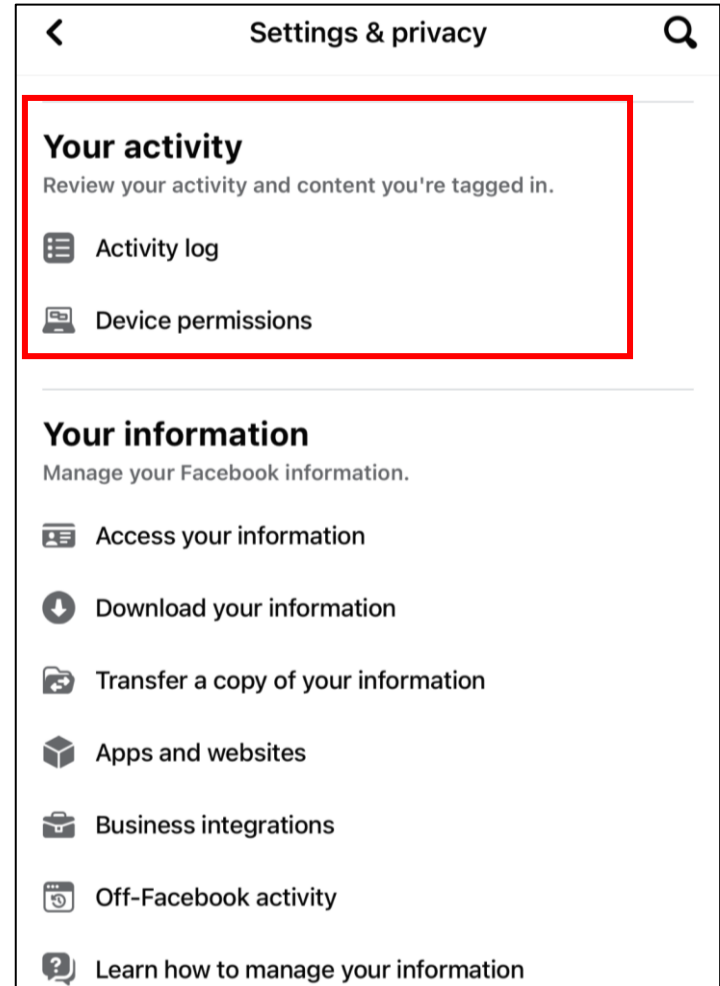 Settings & privacy
Your activity
Review your activity and content you're tagged in.
Activity log
Device permissions
Your information
Manage your Facebook information.
Access your information
Download your information
Transfer a copy of your information
Apps and websites
Business integrations
Off-Facebook activity
Learn how to manage your information